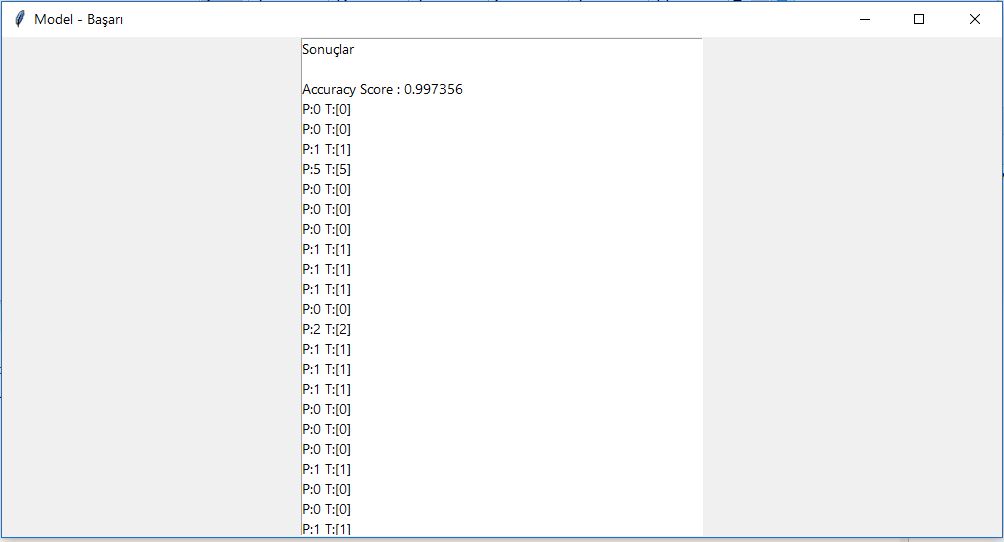 Model - Başarı
Sonuçlar
Accuracy Score : 0.997356
P:0 T:[0]
P:0 T:[0]
P:1 T:[1]
P:5 T:[5]
P:0 T:[0]
P:0 T:[0]
P:0 T:[0]
P:1 T:[1]
P:1 T:[1]
P:1 T:[1]
P:0 T:[0]
P:2 T:[2]
P:1 T:[1]
P:1 T:[1]
P:1 T:[1]
P:0 T:[0]
P:0 T:[0]
P:0 T:[0]
P:1 T:[1]
P:0 T:[0]
P:0 T:[0]
P:1 T:[1]